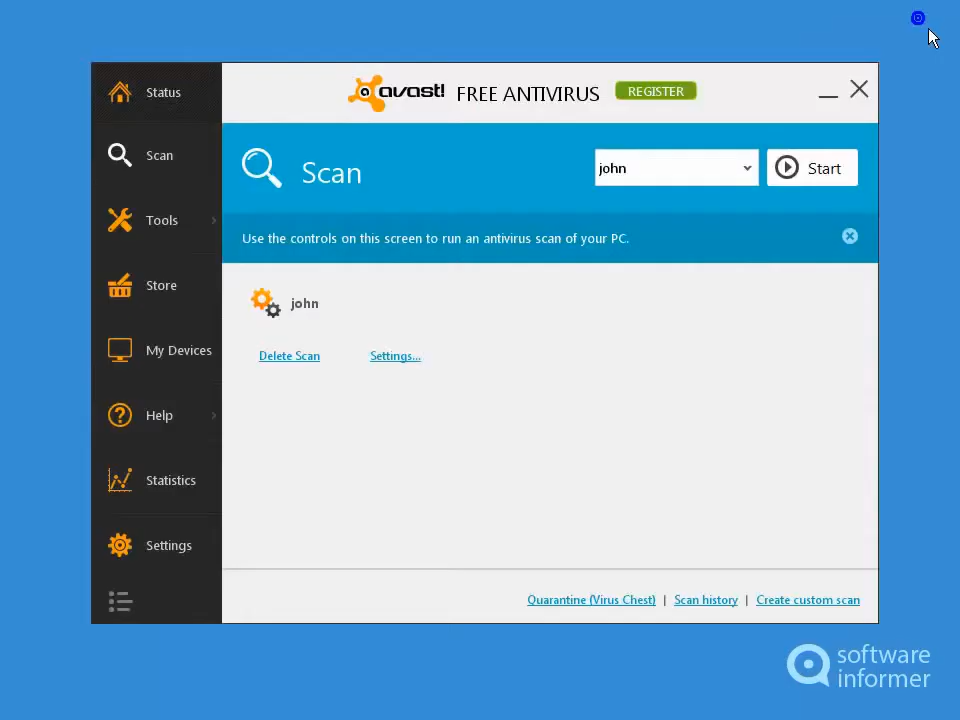 Status
avast! FREE ANTIVIRUS REGISTER
Scan
Scan
john
Start
Tools
Use the controls on this screen to run an antivirus scan of your PC.
Store
john
My Devices
Delete Scan Settings...
Help
Statistics
Settings
Quarantine (Virus Chest) | Scan history | Create custom scan
software
informer